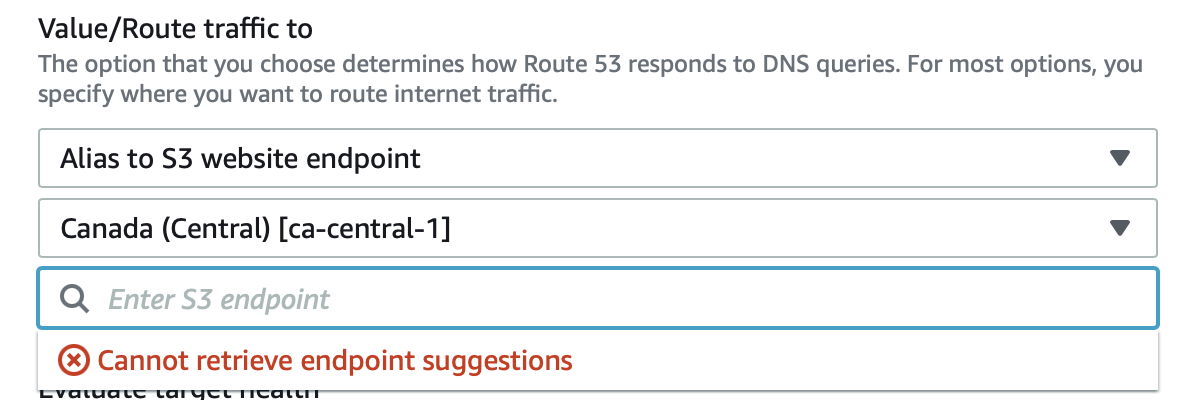 Value/Route traffic to
The option that you choose determines how Route 53 responds to DNS queries. For most options, you
specify where you want to route internet traffic.
Alias to S3 website endpoint
Canada (Central) [ca-central-1]
Enter S3 endpoint
Cannot retrieve endpoint suggestions
Evaluate target health